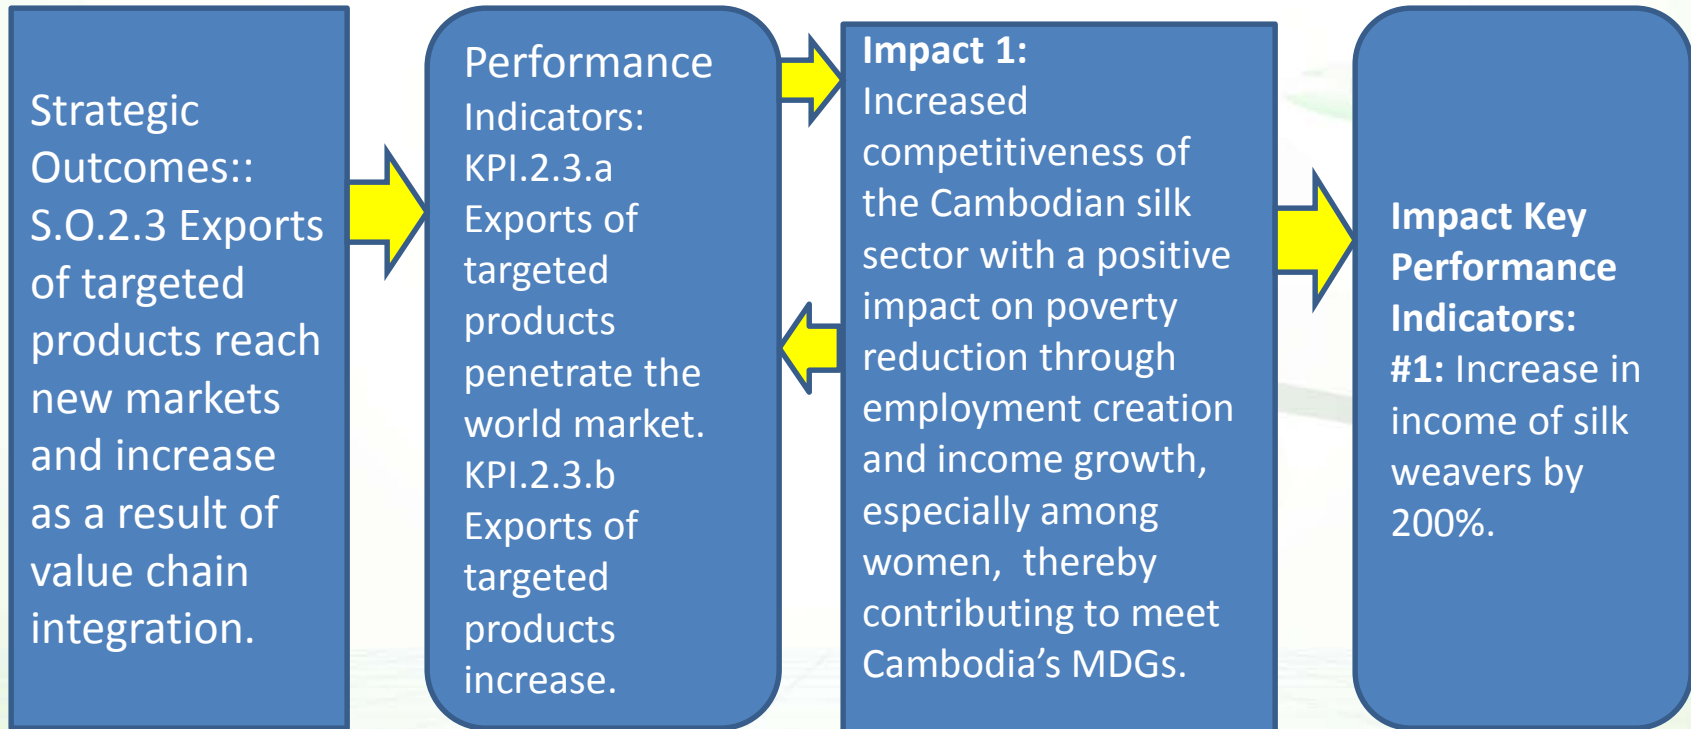 Strategic
Outcomes::
S.O.2.3 Exports
of targeted
products reach
new markets
and increase
as a result of
value chain
integration.
Performance
Indicators:
KPI.2.3.a
Exports of
targeted
products
penetrate the
world market.
KPI.2.3.b
Exports of
targeted
products
increase.
Impact 1:
Increased
competitiveness of
the Cambodian silk
sector with a positive
impact on poverty
reduction through
employment creation
and income growth,
especially among
women, thereby
contributing to meet
Cambodia’s MDGs.
Impact Key
Performance
Indicators:
#1: Increase in
income of silk
weavers by
200%.